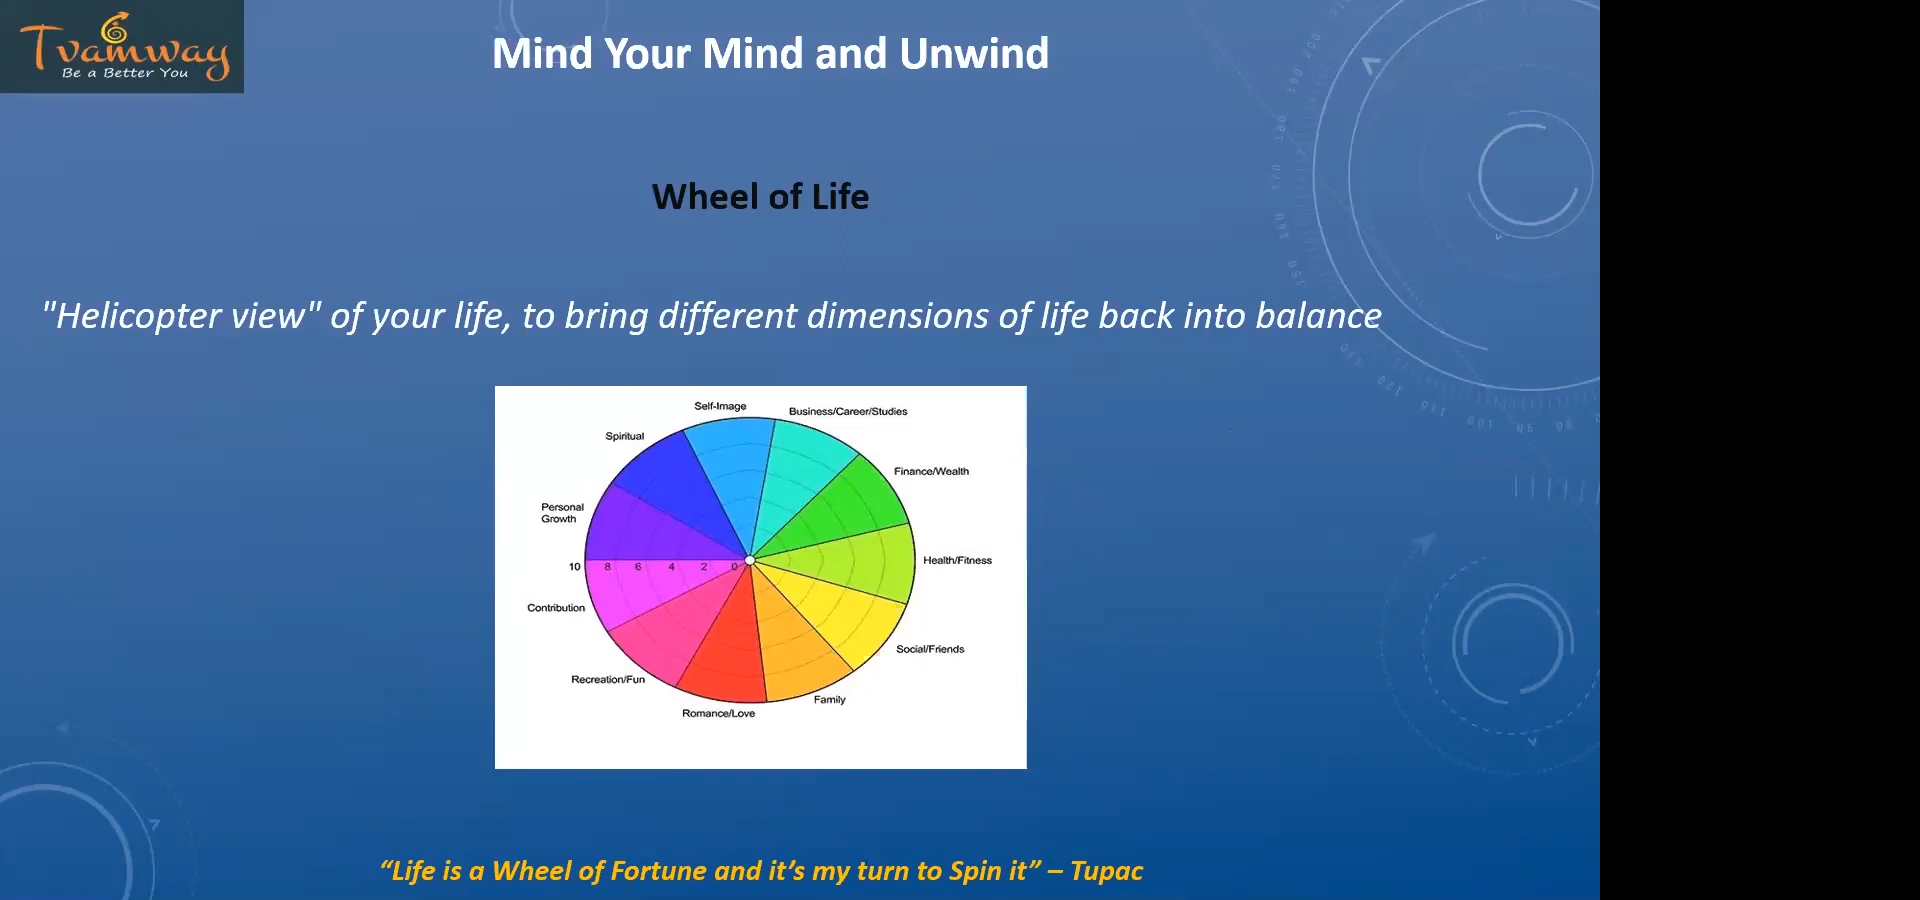 Tvamway
Be a Better You
Mind Your Mind and Unwind
Wheel of Life
"Helicopter view" of your life, to bring different dimensions of life back into balance
Self-Image
Business/Career/Studies
Spiritual
Finance/Wealth
Personal
Growth
Health/Fitness
10 8 6 4 2 0
Contribution
Social/Friends
Recreation/Fun
Family
Romance/Love
“Life is a Wheel of Fortune and it’s my turn to Spin it” – Tupac